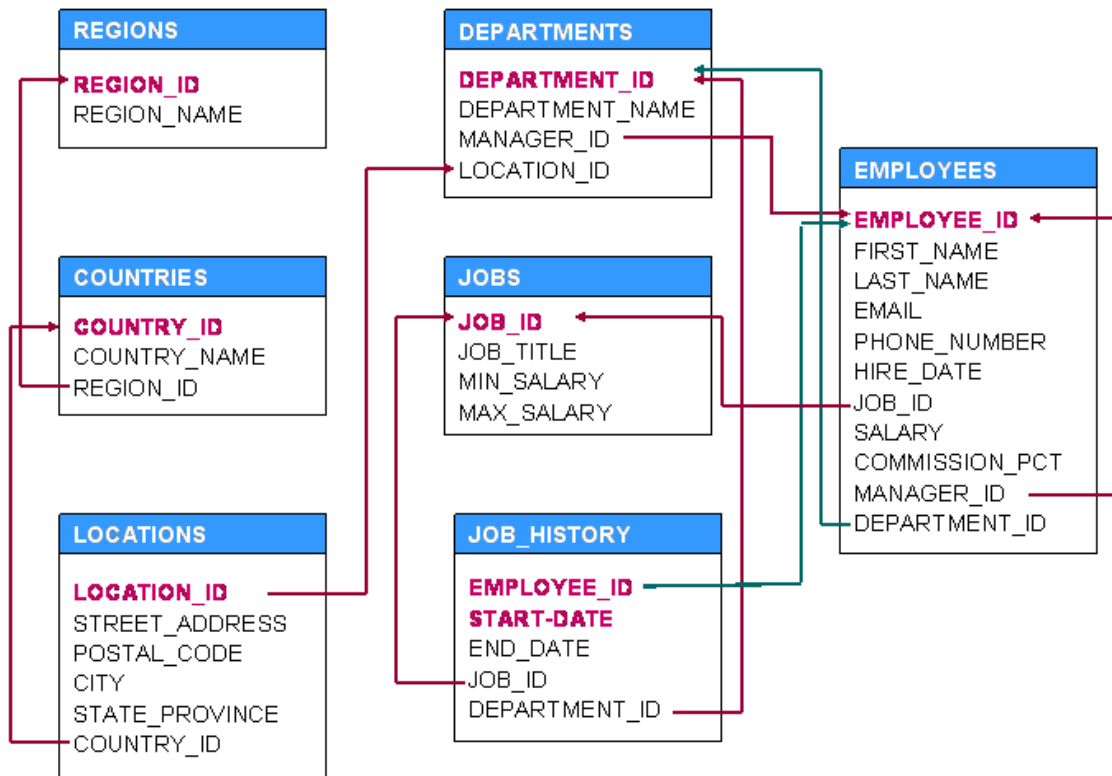 REGIONS
REGION_ID
REGION_NAME
COUNTRIES
COUNTRY_ID
COUNTRY_NAME
REGION_ID
LOCATIONS
LOCATION_ID
STREET_ADDRESS
POSTAL_CODE
CITY
STATE_PROVINCE
COUNTRY_ID
DEPARTMENTS
DEPARTMENT_ID
DEPARTMENT_NAME
MANAGER_ID
LOCATION_ID
JOBS
JOB_ID
JOB_TITLE
MIN_SALARY
MAX_SALARY
JOB_HISTORY
EMPLOYEE_ID
START-DATE
END_DATE
JOB_ID
DEPARTMENT_ID
EMPLOYEES
EMPLOYEE_ID
FIRST_NAME
LAST_NAME
EMAIL
PHONE_NUMBER
HIRE_DATE
JOB_ID
SALARY
COMMISSION_PCT
MANAGER_ID
DEPARTMENT_ID